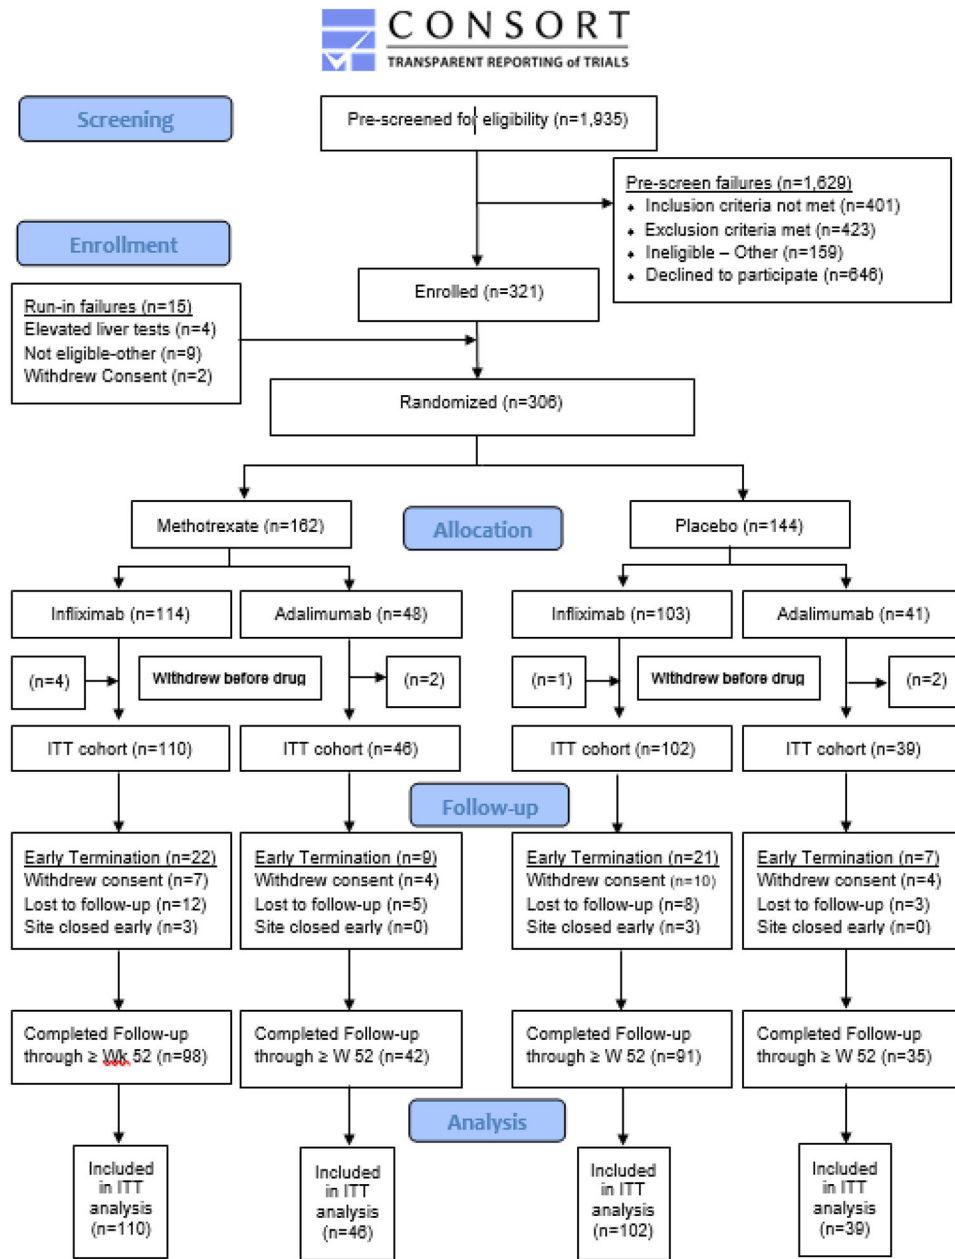 CONSORT
TRANSPARENT REPORTING of TRIALS
Screening
Pre-screened for eligibility (n=1,935)
Pre-screen failures (n=1,629)
♦ Inclusion criteria not met (n=401)
♦ Exclusion criteria met (n=423)
♦ Ineligible – Other (n=159)
♦ Declined to participate (n=646)
Enrollment
Enrolled (n=321)
Run-in failures (n=15)
Elevated liver tests (n=4)
Not eligible-other (n=9)
Withdrew Consent (n=2)
Randomized (n=306)
Methotrexate (n=162)
Allocation
Placebo (n=144)
Infliximab (n=114)
Adalimumab (n=48)
Infliximab (n=103)
Adalimumab (n=41)
(n=4)
Withdrew before drug
(n=2)
(n=1)
Withdrew before drug
(n=2)
ITT cohort (n=110)
ITT cohort (n=46)
ITT cohort (n=102)
ITT cohort (n=39)
Follow-up
Early Termination (n=22)
Withdrew consent (n=7)
Lost to follow-up (n=12)
Site closed early (n=3)
Early Termination (n=9)
Withdrew consent (n=4)
Lost to follow-up (n=5)
Site closed early (n=0)
Early Termination (n=21)
Withdrew consent (n=10)
Lost to follow-up (n=8)
Site closed early (n=3)
Early Termination (n=7)
Withdrew consent (n=4)
Lost to follow-up (n=3)
Site closed early (n=0)
Completed Follow-up
through ≥ Wk 52 (n=98)
Completed Follow-up
through ≥ W 52 (n=42)
Completed Follow-up
through ≥ W 52 (n=91)
Completed Follow-up
through ≥ W 52 (n=35)
Analysis
Included
in ITT
analysis
(n=110)
Included
in ITT
analysis
(n=46)
Included
in ITT
analysis
(n=102)
Included
in ITT
analysis
(n=39)